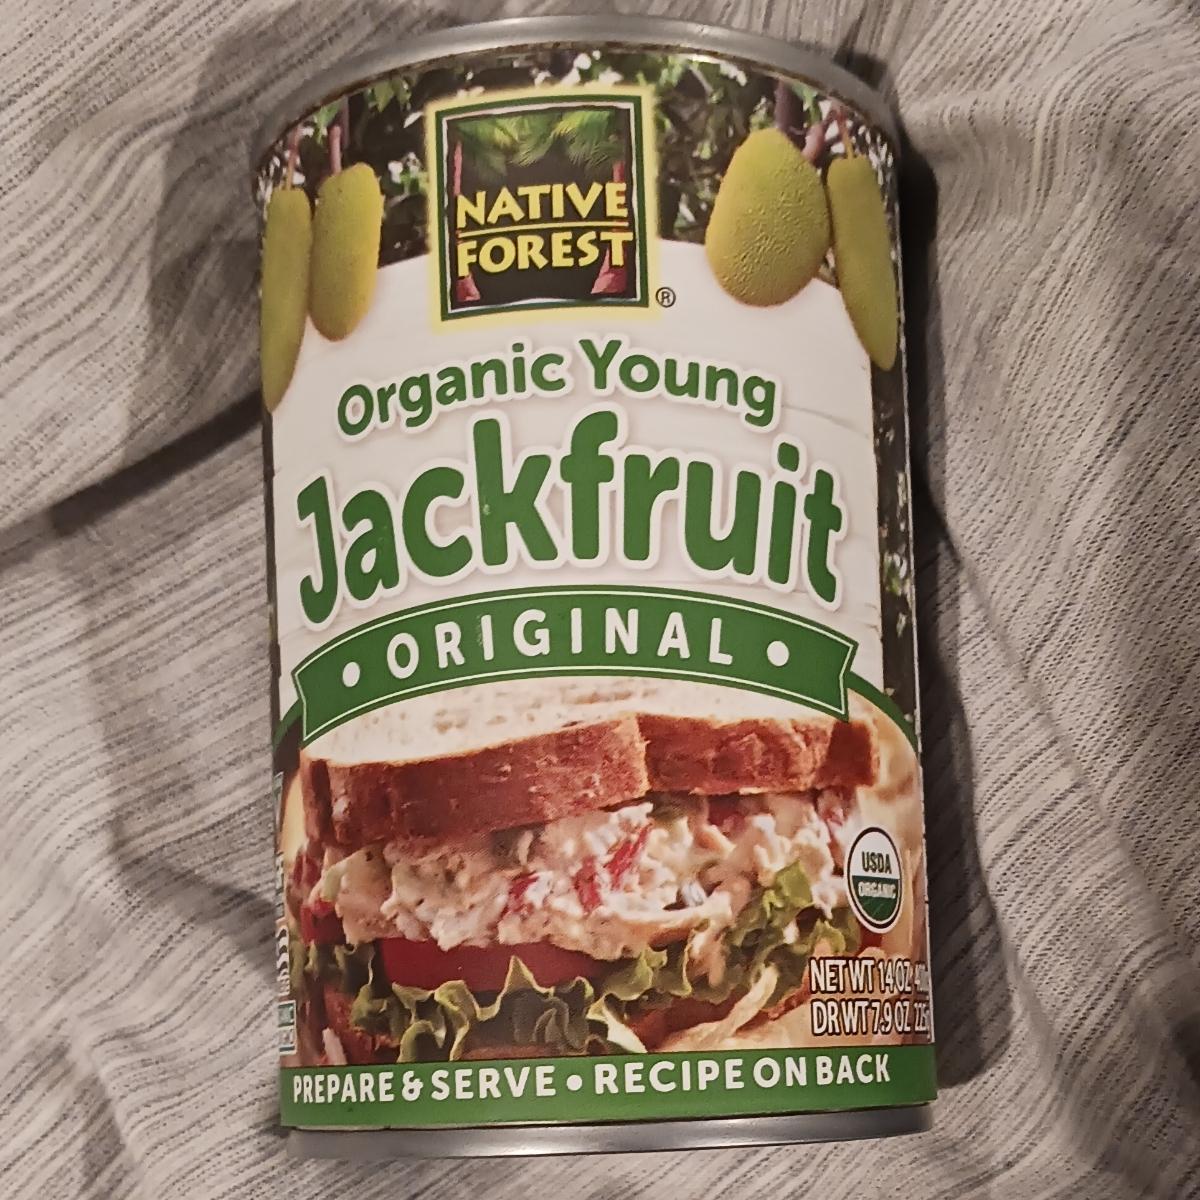 NATIVE
FOREST
®
Organic Young
Jackfruit
• ORIGINAL •
USDA
ORGANIC
NET WT 14 OZ
DR WT 7.9 OZ
PREPARE & SERVE • RECIPE ON BACK